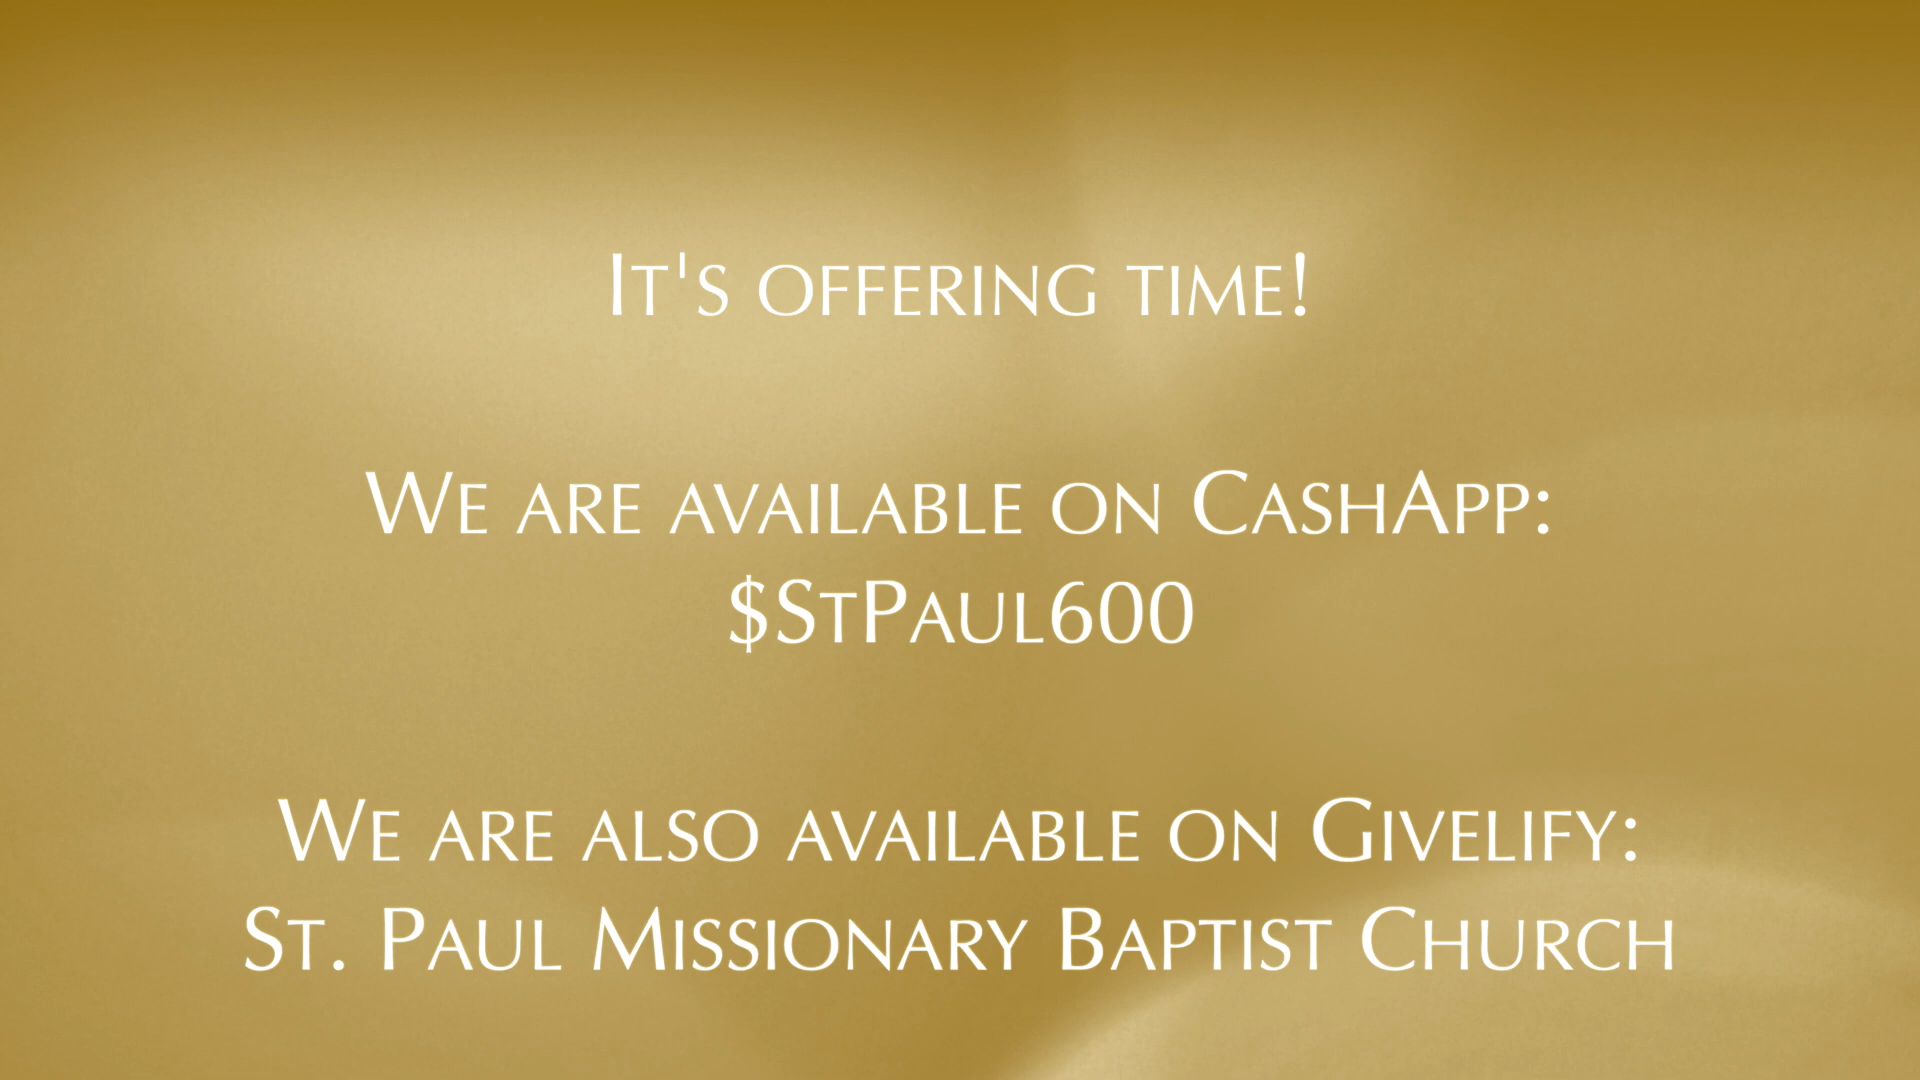 It's offering time!
We are available on CashApp:
$StPaul600
We are also available on Givelify:
St. Paul Missionary Baptist Church